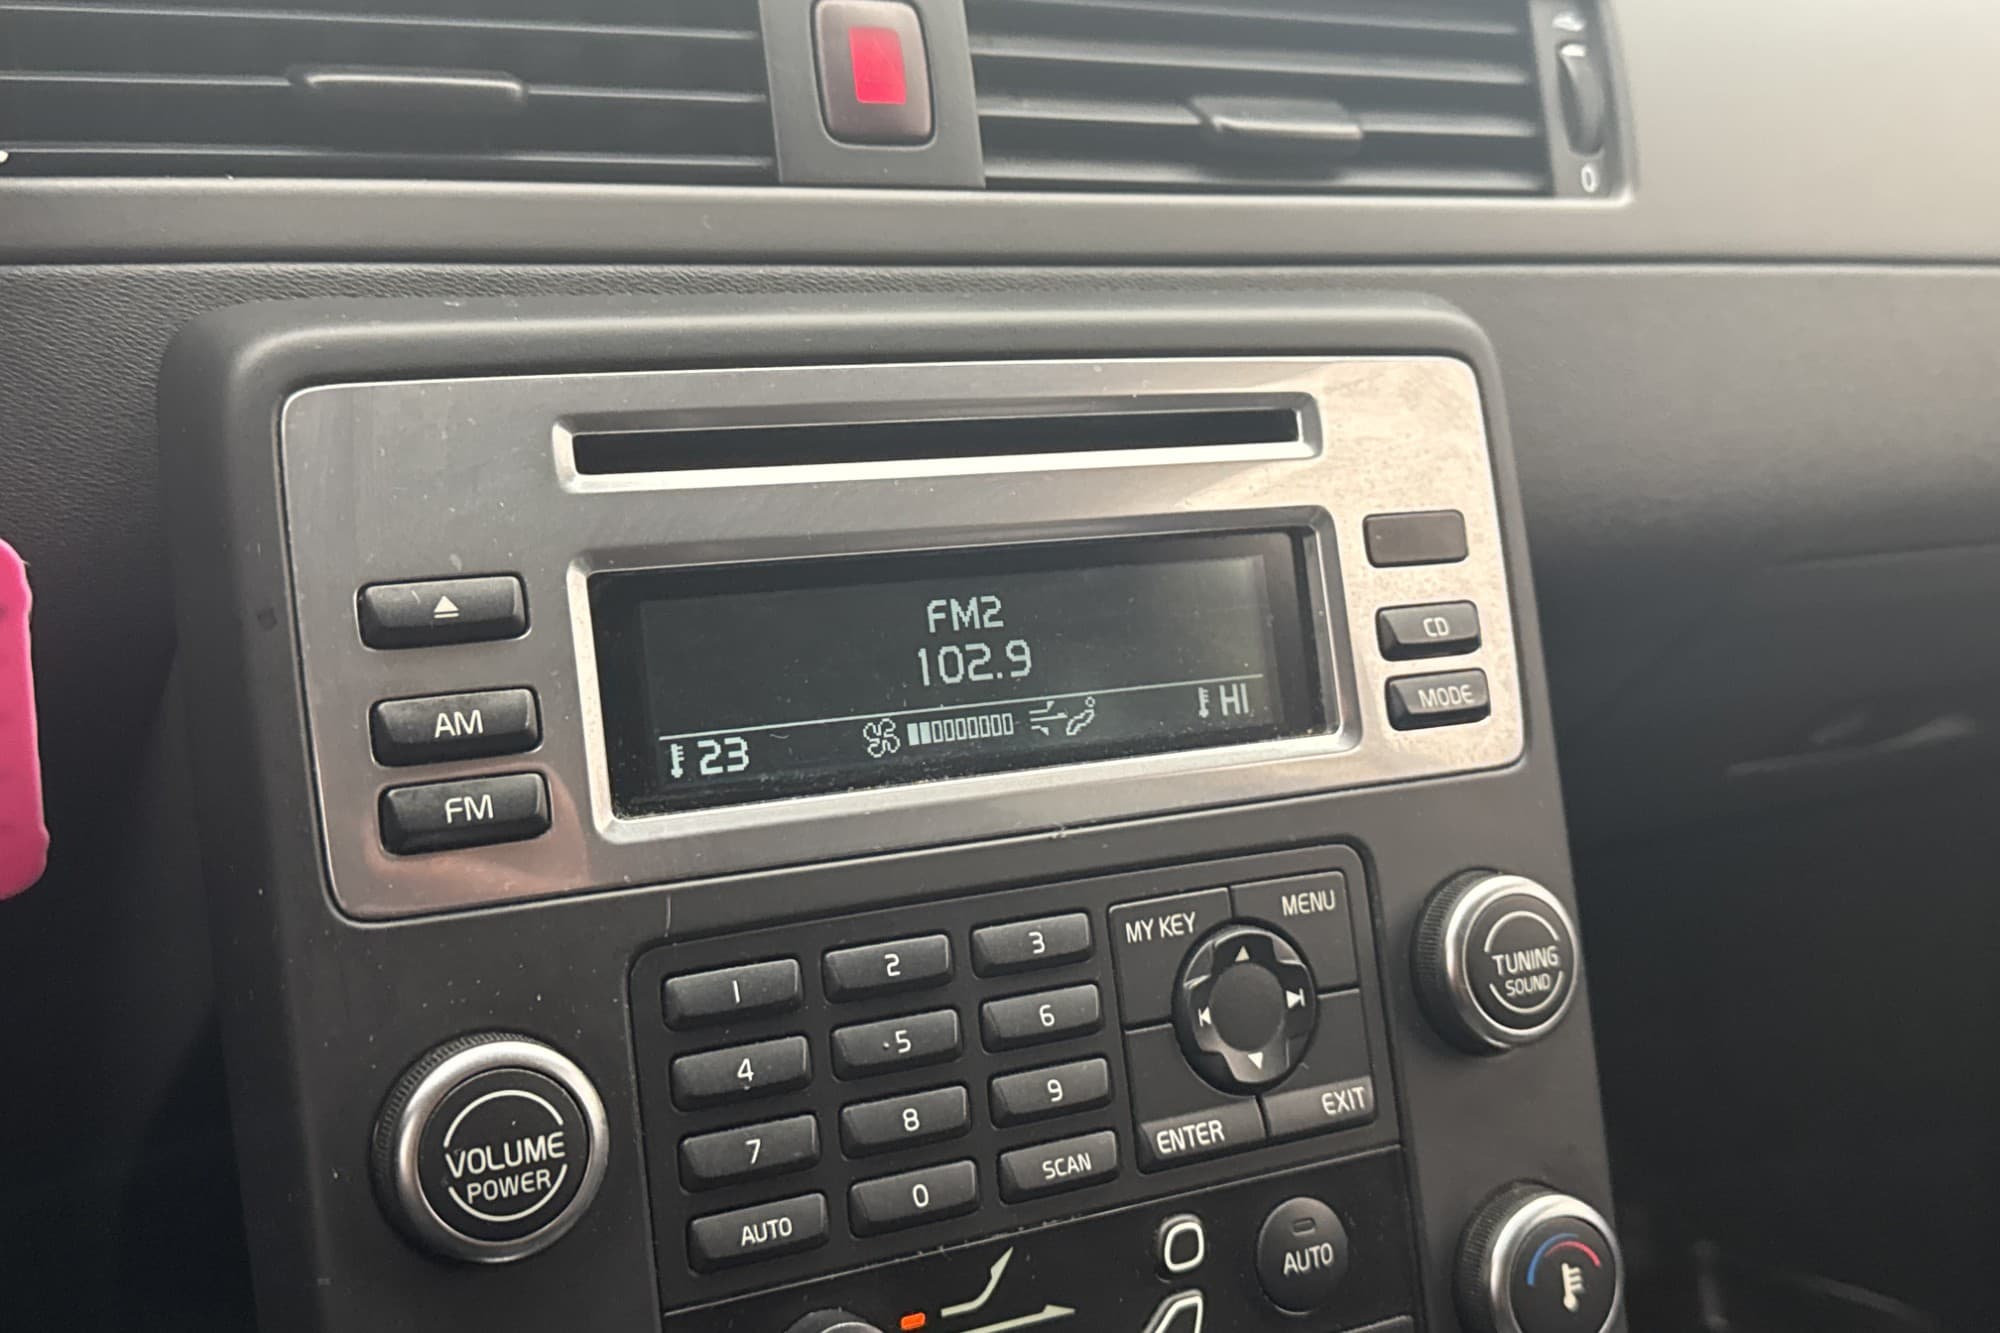 0
FM2
102.9
23
HI
CD
MODE
AM
FM
MY KEY
MENU
1
2
3
4
5
6
7
8
9
AUTO
0
SCAN
ENTER
EXIT
TUNING
SOUND
VOLUME
POWER
AUTO